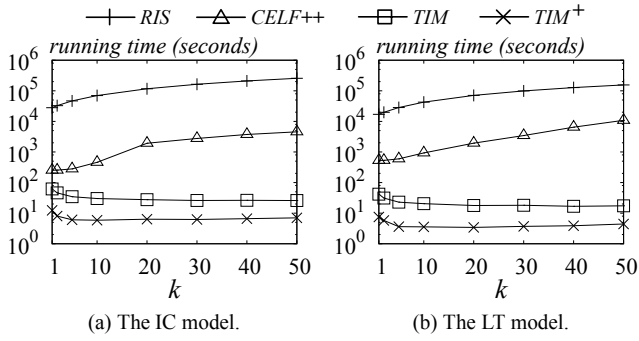 RIS CELF++ TIM TIM+
running time (seconds) running time (seconds)
10^6 10^6
10^5 10^5
10^4 10^4
10^3 10^3
10^2 10^2
10^1 10^1
10^0 10^0
1 10 20 30 40 50 1 10 20 30 40 50
k k
(a) The IC model. (b) The LT model.